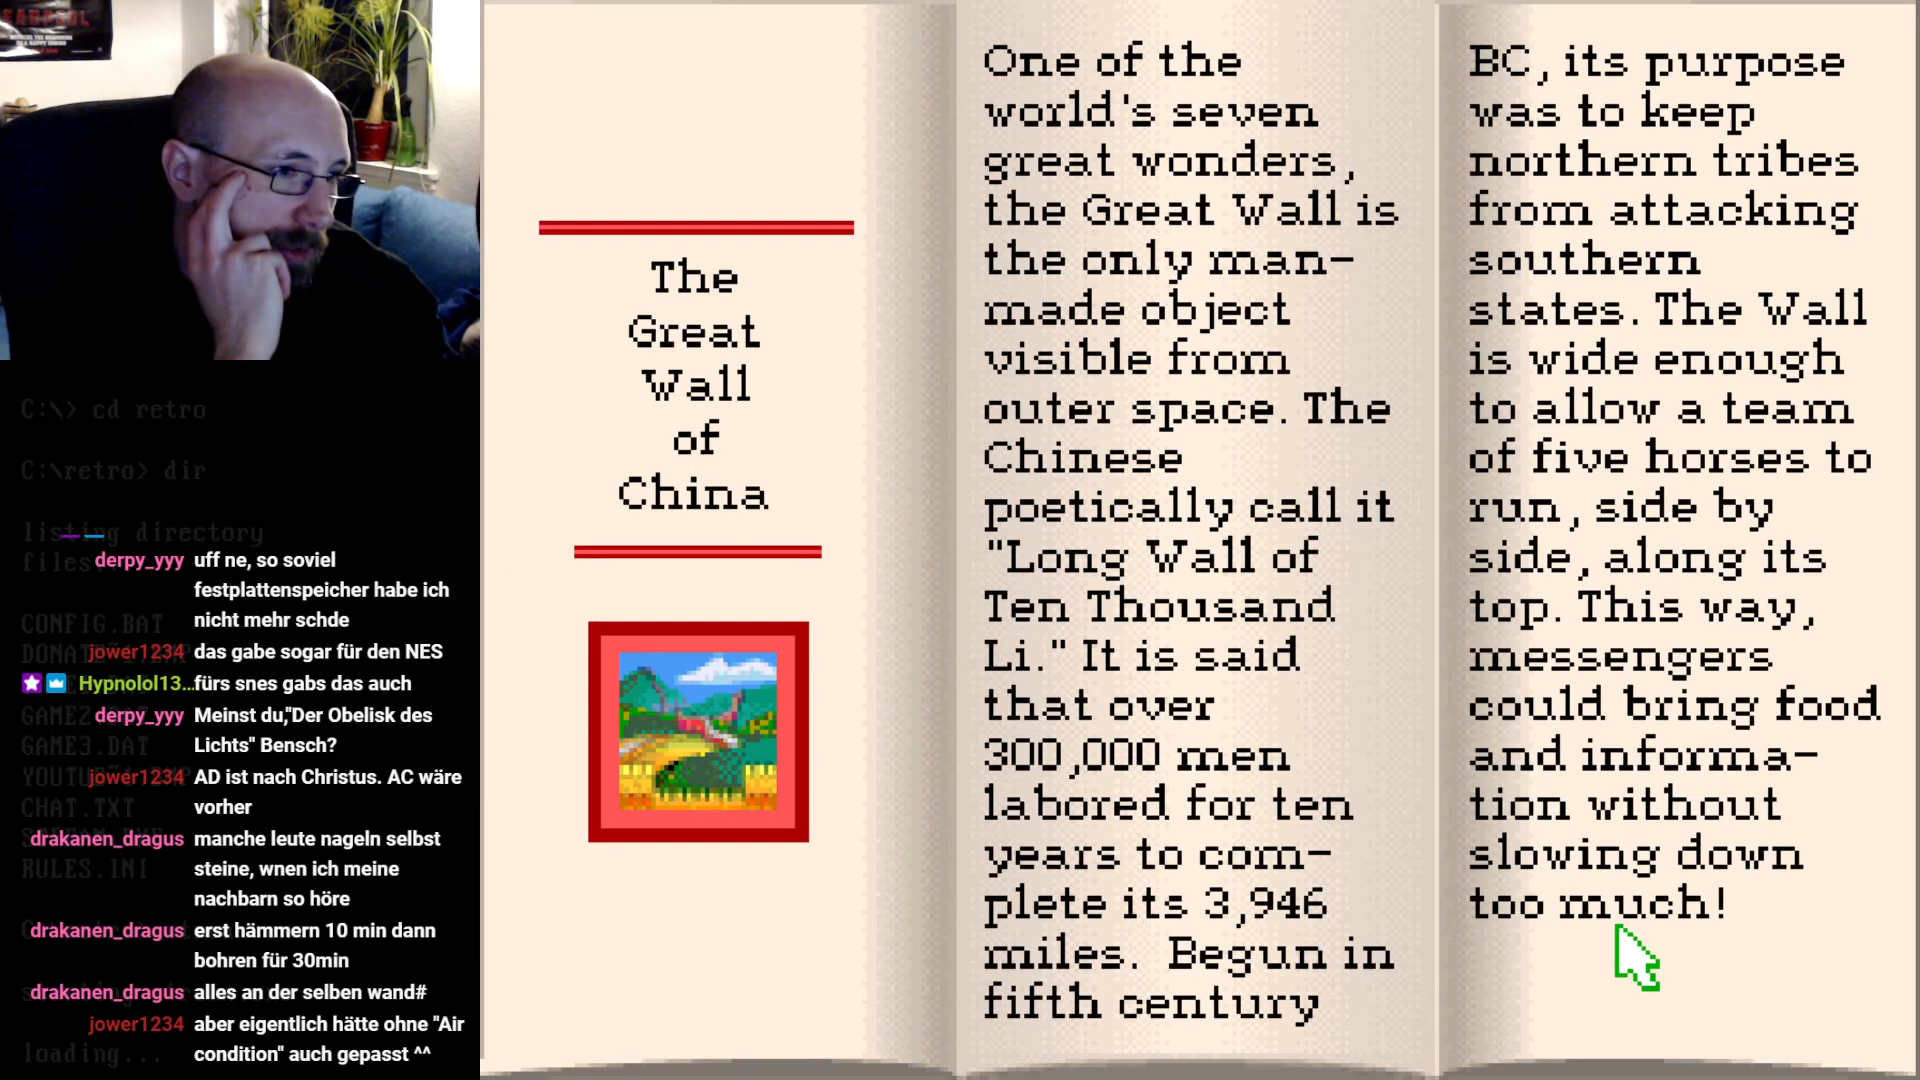 C:\> cd retro
C:\retro> dir
listing directory
files
derpy_yyy uff ne, so soviel
festplattenspeicher habe ich
nicht mehr schde
CONFIG.BAT
jower1234 das gabe sogar für den NES
Hypnolol13... fürs snes gabs das auch
derpy_yyy Meinst du,"Der Obelisk des
Lichts" Bensch?
GAME3.DAT
jower1234 AD ist nach Christus. AC wäre
vorher
CHAT.TXT
drakanen_dragus manche leute nageln selbst
steine, wnen ich meine
nachbarn so höre
RULES.INI
drakanen_dragus erst hämmern 10 min dann
bohren für 30min
drakanen_dragus alles an der selben wand#
jower1234 aber eigentlich hätte ohne "Air
condition" auch gepasst ^^
loading...
The
Great
Wall
of
China
One of the
world's seven
great wonders,
the Great Wall is
the only man-
made object
visible from
outer space. The
Chinese
poetically call it
"Long Wall of
Ten Thousand
Li." It is said
that over
300,000 men
labored for ten
years to com-
plete its 3,946
miles.  Begun in
fifth century
BC, its purpose
was to keep
northern tribes
from attacking
southern
states. The Wall
is wide enough
to allow a team
of five horses to
run, side by
side, along its
top. This way,
messengers
could bring food
and informa-
tion without
slowing down
too much!